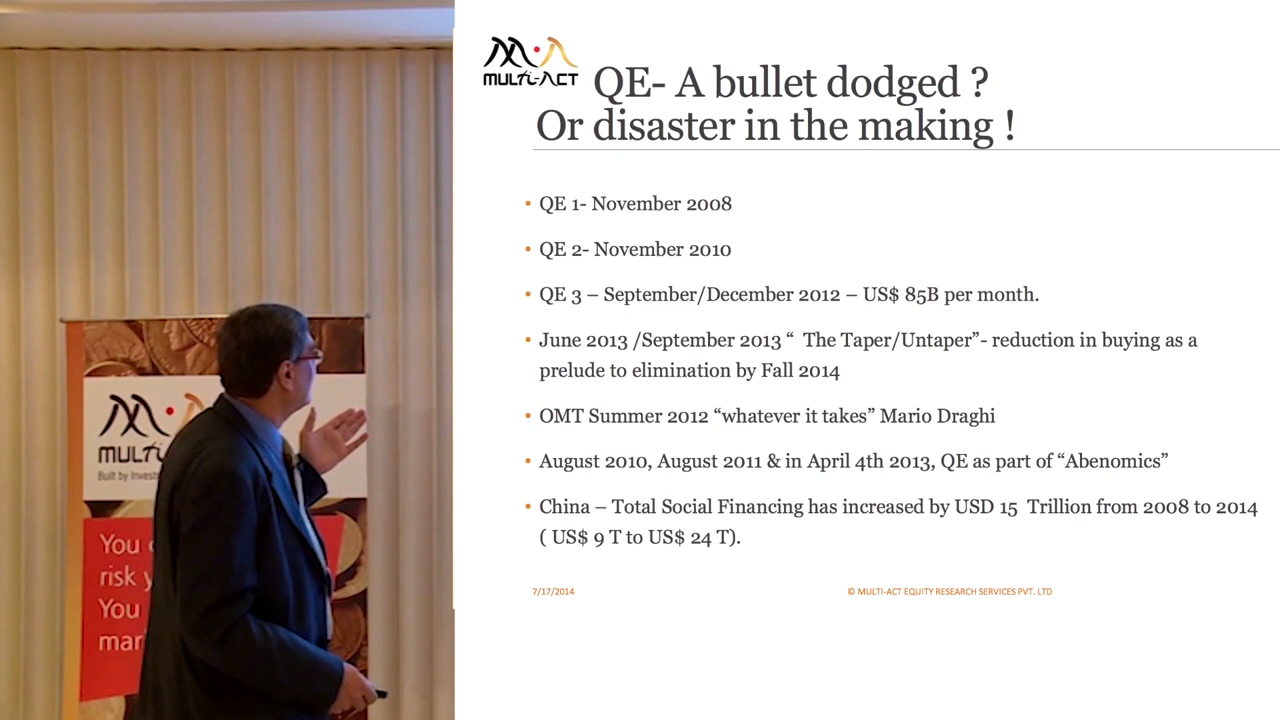 MULTI-ACT
QE- A bullet dodged ?
Or disaster in the making !
• QE 1- November 2008
• QE 2- November 2010
• QE 3 – September/December 2012 – US$ 85B per month.
• June 2013 /September 2013 “ The Taper/Untaper”- reduction in buying as a
prelude to elimination by Fall 2014
• OMT Summer 2012 “whatever it takes” Mario Draghi
• August 2010, August 2011 & in April 4th 2013, QE as part of “Abenomics”
• China – Total Social Financing has increased by USD 15 Trillion from 2008 to 2014
( US$ 9 T to US$ 24 T).
7/17/2014
© MULTI-ACT EQUITY RESEARCH SERVICES PVT. LTD
Built by
You
risk
You